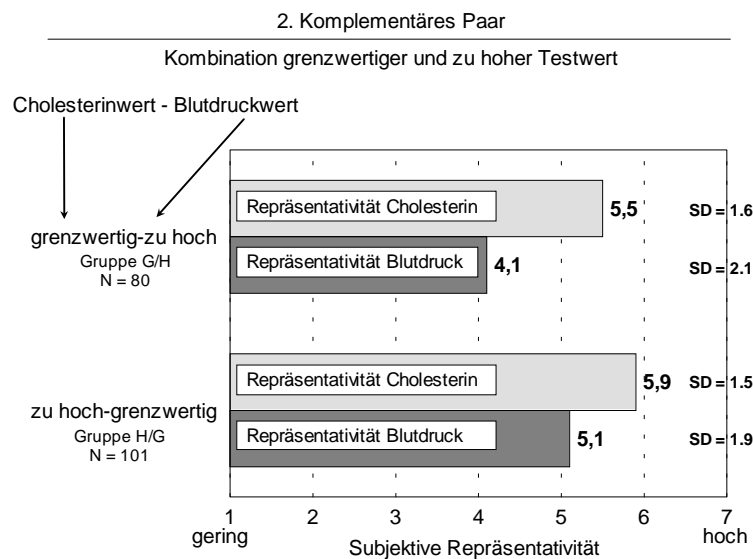 2. Komplementäres Paar
Kombination grenzwertiger und zu hoher Testwert
Cholesterinwert - Blutdruckwert
grenzwertig-zu hoch
Gruppe G/H
N = 80
Repräsentativität Cholesterin
5,5
SD = 1.6
Repräsentativität Blutdruck
4,1
SD = 2.1
zu hoch-grenzwertig
Gruppe H/G
N = 101
Repräsentativität Cholesterin
5,9
SD = 1.5
Repräsentativität Blutdruck
5,1
SD = 1.9
1 2 3 4 5 6 7
gering Subjektive Repräsentativität hoch